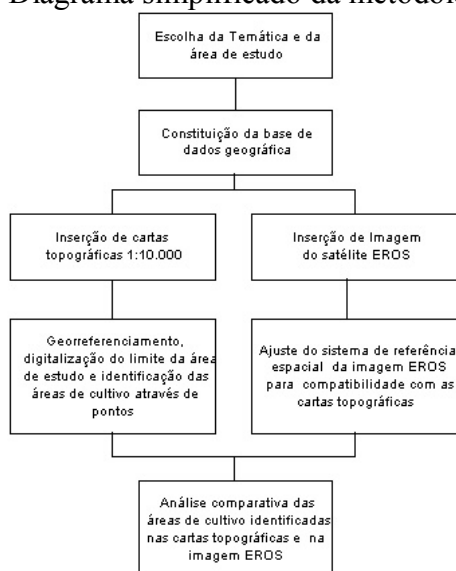 Diagrama simplificado da
Escolha da Temática e da
área de estudo
Constituição da base de
dados geográfica
Inserção de cartas
topográficas 1:10.000
Inserção de Imagem
do satélite EROS
Georreferenciamento,
digitalização do limite da área
de estudo e identificação das
áreas de cultivo através de
pontos
Ajuste do sistema de referência
espacial da imagem EROS
para compatibilidade com as
cartas topográficas
Análise comparativa das
áreas de cultivo identificadas
nas cartas topográficas e na
imagem EROS